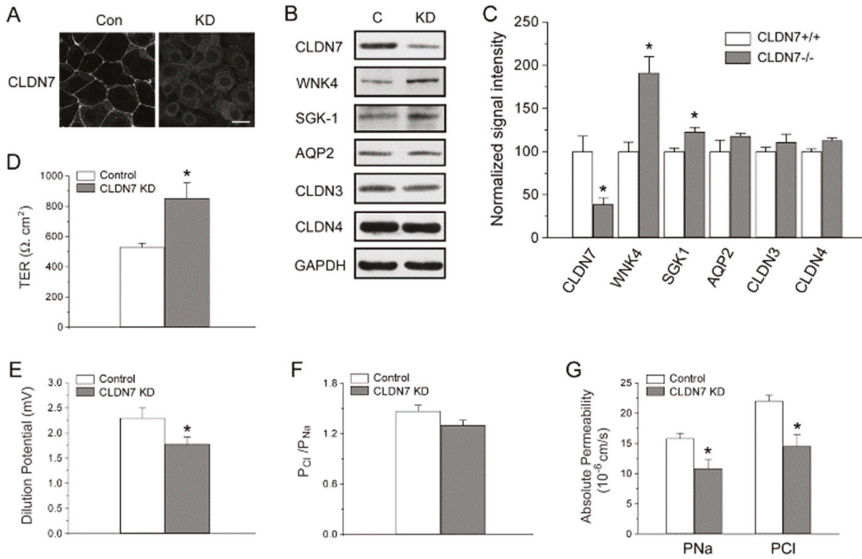 A
Con
KD
CLDN7
B
C
KD
CLDN7
WNK4
SGK-1
AQP2
CLDN3
CLDN4
GAPDH
C
CLDN7+/+
CLDN7-/-
Normalized signal intensity
250
200
150
100
50
0
*
*
*
CLDN7
WNK4
SGK1
AQP2
CLDN3
CLDN4
D
Control
CLDN7 KD
TER (Ω. cm²)
1000
800
600
400
200
0
*
E
Control
CLDN7 KD
Dilution Potential (mV)
3.0
2.5
2.0
1.5
1.0
0.5
0.0
*
F
Control
CLDN7 KD
PCl /PNa
1.8
1.2
0.6
0.0
G
Control
CLDN7 KD
Absolute Permeability
(10⁻⁶ cm/s)
25
20
15
10
5
0
*
*
PNa
PCl